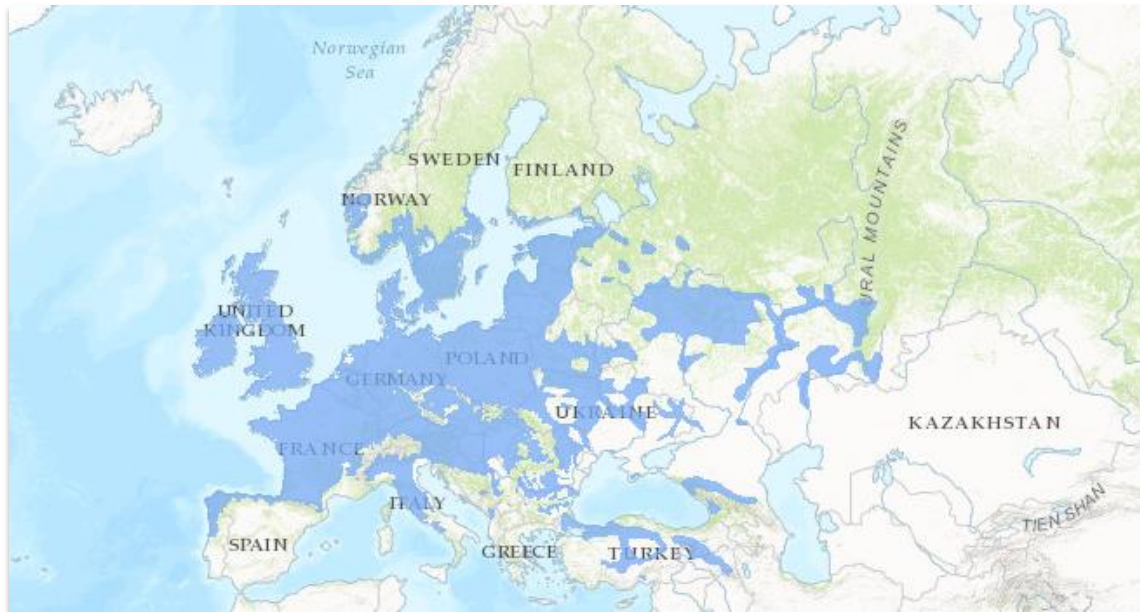 Norwegian
Sea
SWEDEN
FINLAND
NORWAY
URAL MOUNTAINS
UNITED
KINGDOM
POLAND
GERMANY
UKRAINE
KAZAKHSTAN
FRANCE
ITALY
TIEN SHAN
SPAIN
GREECE
TURKEY